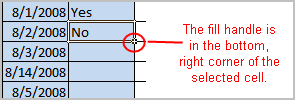 8/1/2008 Yes
8/2/2008 No
8/3/2008
8/14/2008
8/5/2008
The fill handle is
in the bottom,
right corner of the
selected cell.